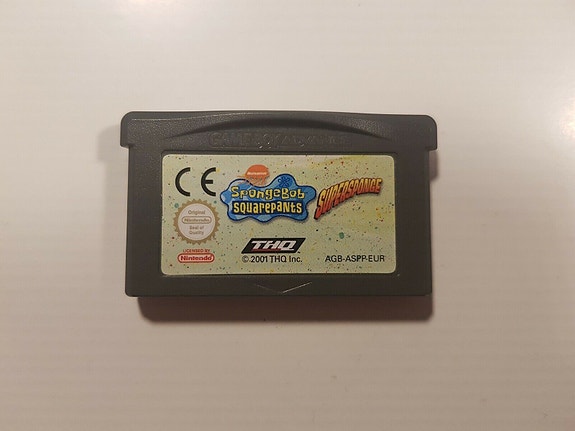 GAME BOY ADVANCE
CE
nickelodeon
SpongeBob
SquarePants
SUPERSPONGE
Original
Nintendo
Seal of
Quality
LICENSED BY
Nintendo
THQ
© 2001 THQ Inc.
AGB-ASPP-EUR